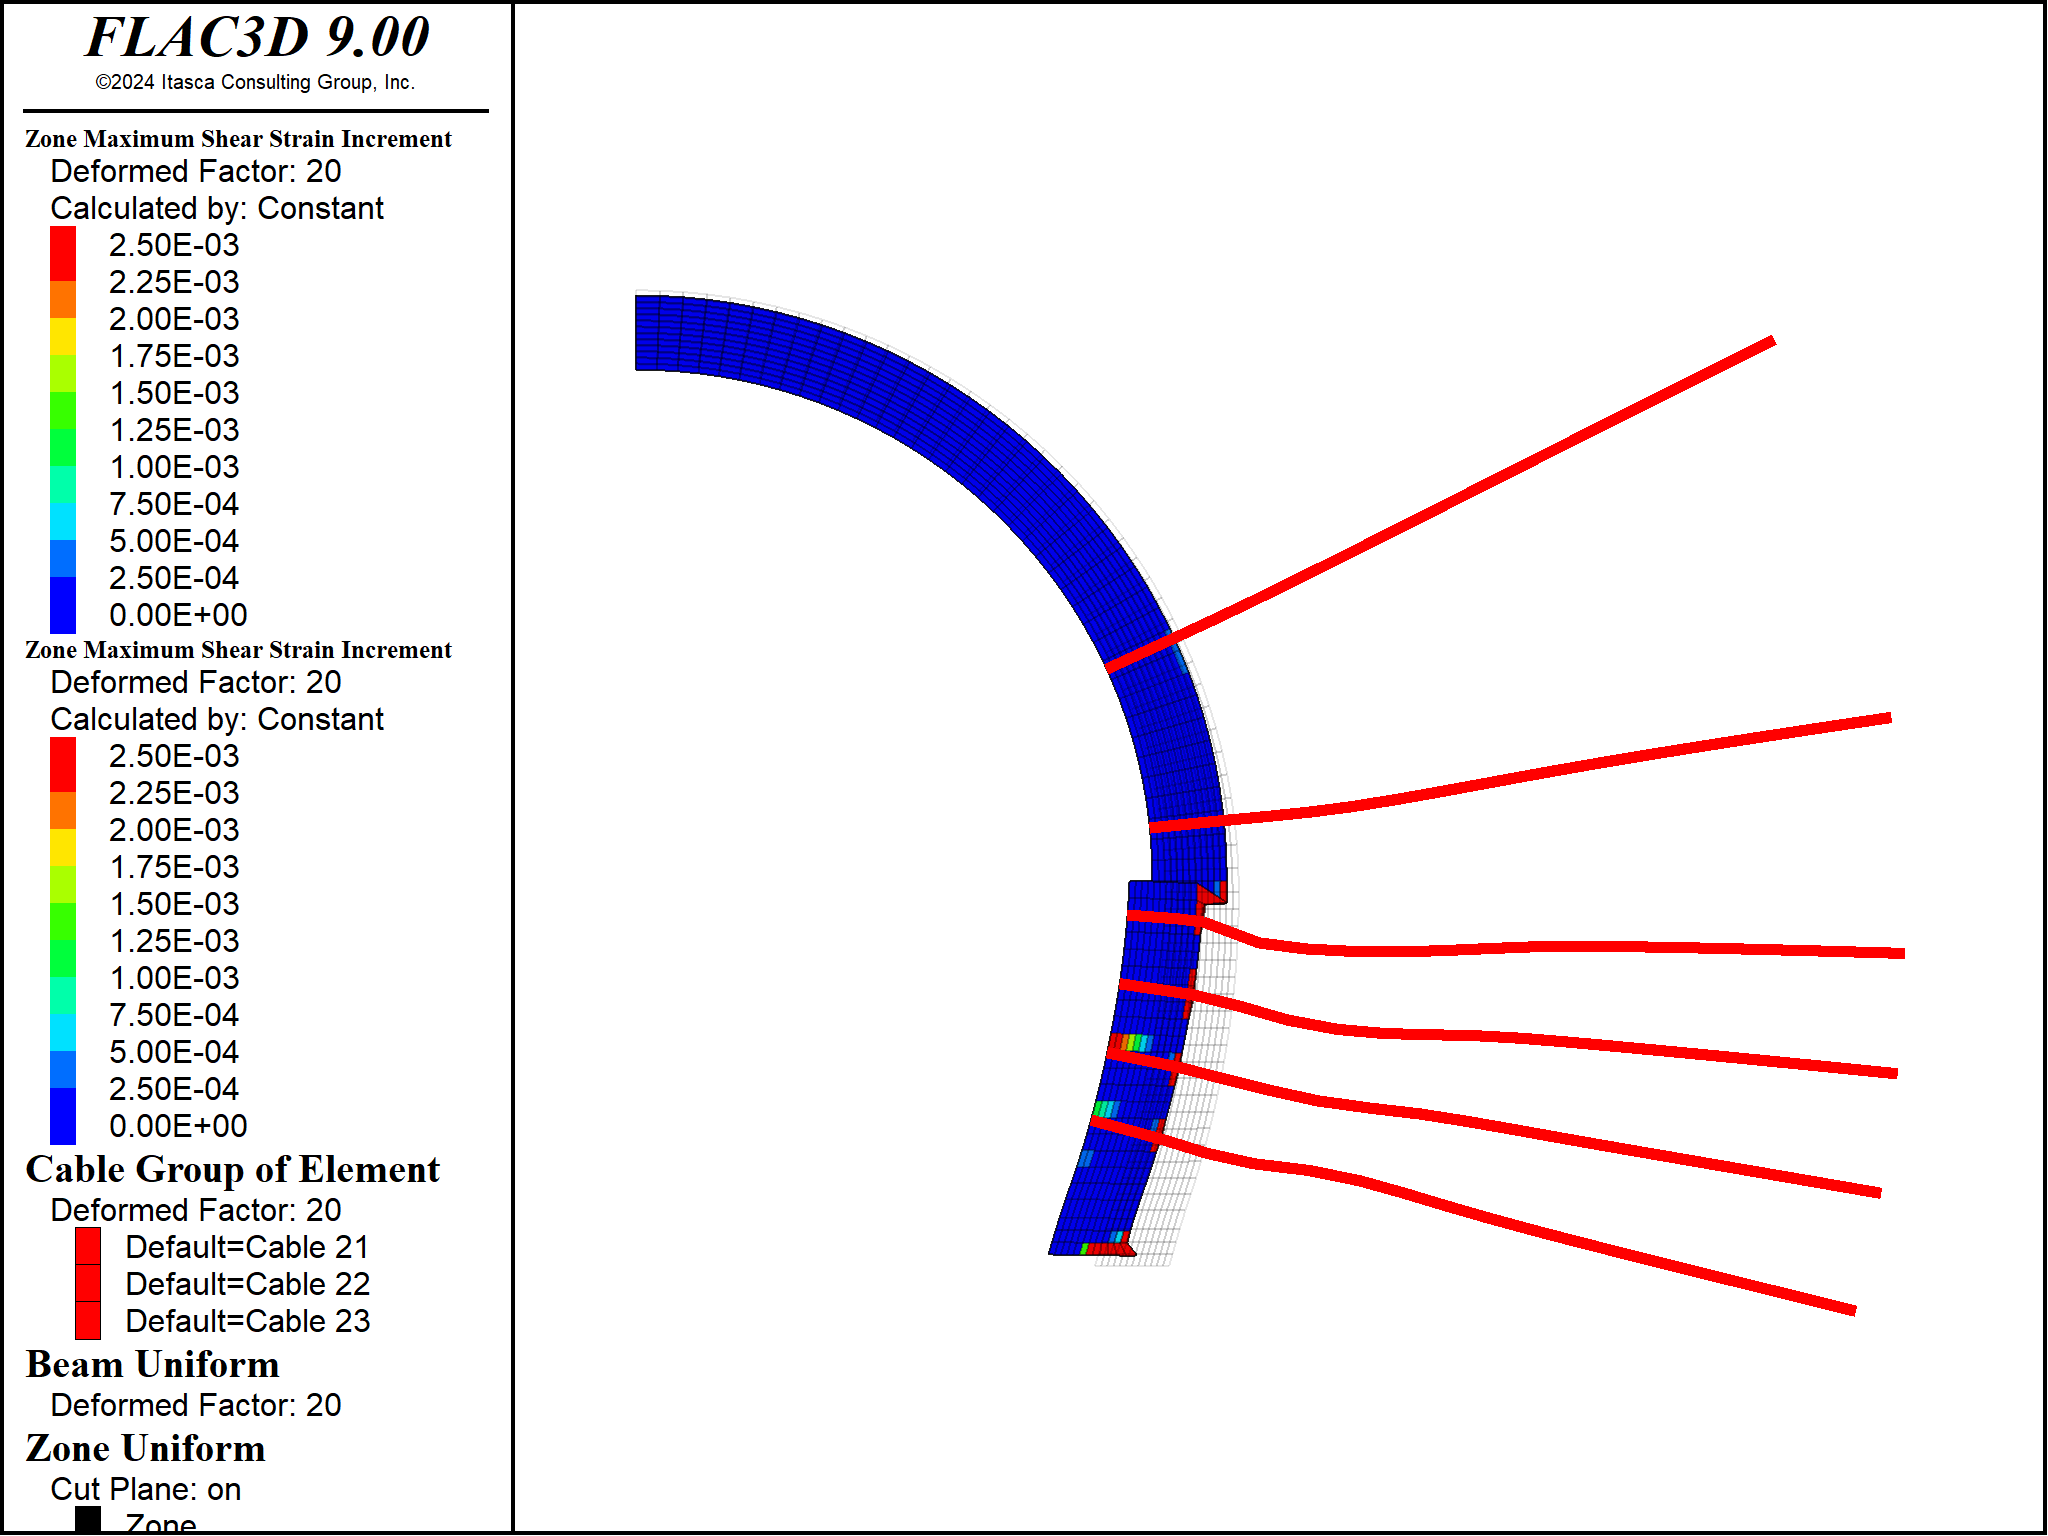 FLAC3D 9.00
©2024 Itasca Consulting Group, Inc.
Zone Maximum Shear Strain Increment
Deformed Factor: 20
Calculated by: Constant
2.50E-03
2.25E-03
2.00E-03
1.75E-03
1.50E-03
1.25E-03
1.00E-03
7.50E-04
5.00E-04
2.50E-04
0.00E+00
Zone Maximum Shear Strain Increment
Deformed Factor: 20
Calculated by: Constant
2.50E-03
2.25E-03
2.00E-03
1.75E-03
1.50E-03
1.25E-03
1.00E-03
7.50E-04
5.00E-04
2.50E-04
0.00E+00
Cable Group of Element
Deformed Factor: 20
Default=Cable 21
Default=Cable 22
Default=Cable 23
Beam Uniform
Deformed Factor: 20
Zone Uniform
Cut Plane: on
Zone